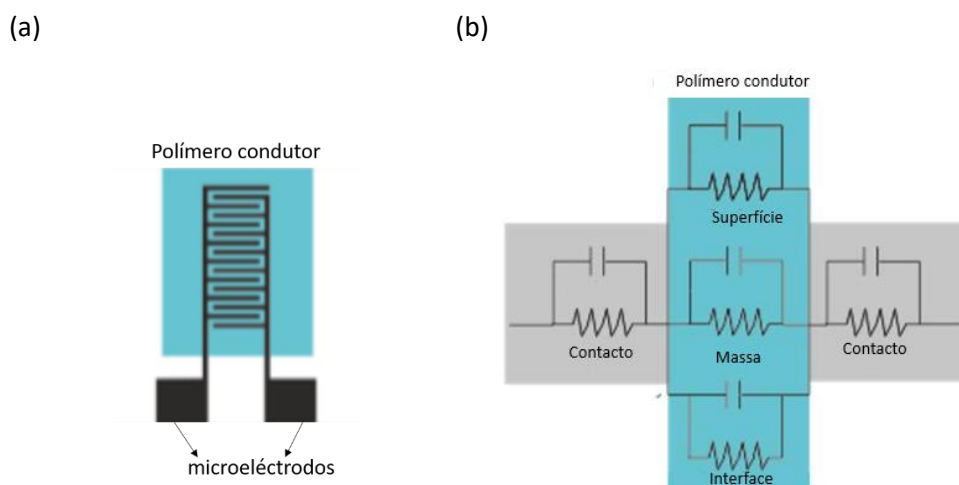 (a)
Polímero condutor
microeléctrodos
(b)
Polímero condutor
Superfície
Contacto
Massa
Contacto
Interface